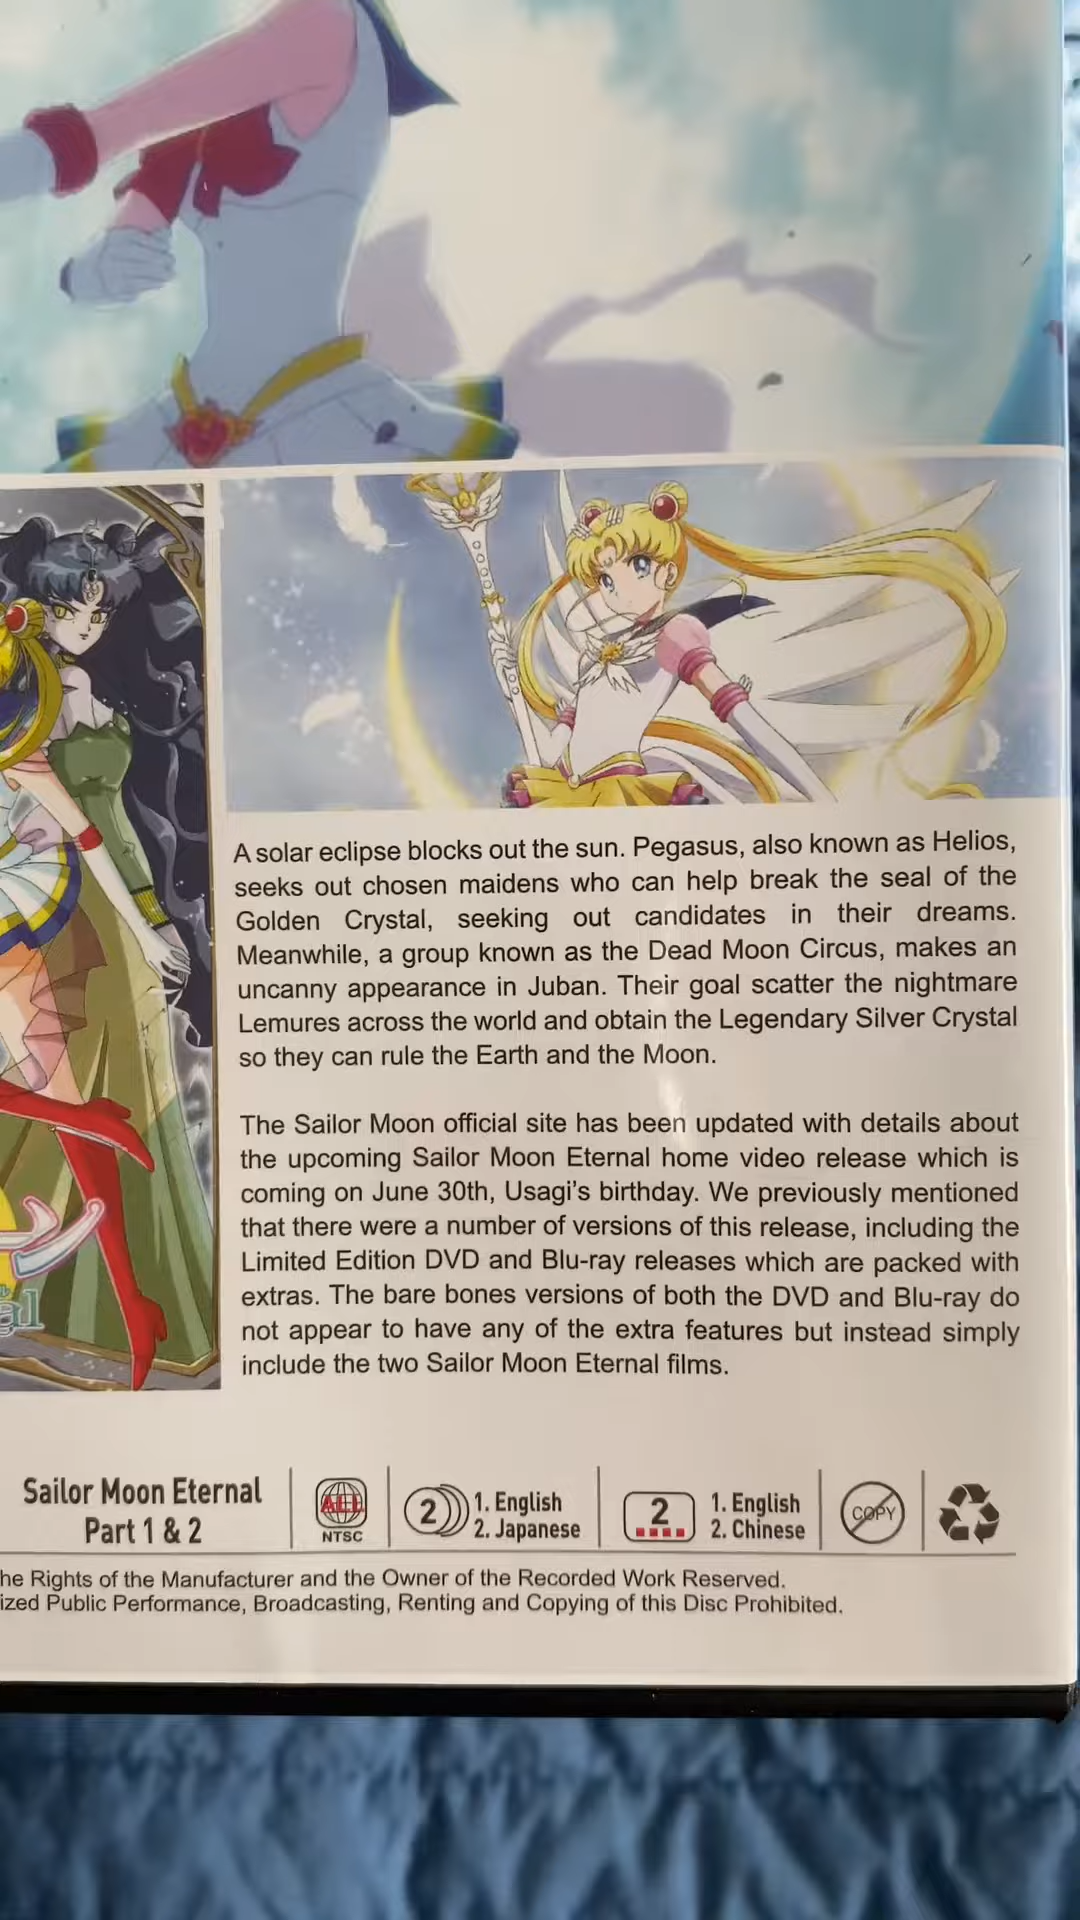 A solar eclipse blocks out the sun. Pegasus, also known as Helios,
seeks out chosen maidens who can help break the seal of the
Golden Crystal, seeking out candidates in their dreams.
Meanwhile, a group known as the Dead Moon Circus, makes an
uncanny appearance in Juban. Their goal scatter the nightmare
Lemures across the world and obtain the Legendary Silver Crystal
so they can rule the Earth and the Moon.
The Sailor Moon official site has been updated with details about
the upcoming Sailor Moon Eternal home video release which is
coming on June 30th, Usagi's birthday. We previously mentioned
that there were a number of versions of this release, including the
Limited Edition DVD and Blu-ray releases which are packed with
extras. The bare bones versions of both the DVD and Blu-ray do
not appear to have any of the extra features but instead simply
include the two Sailor Moon Eternal films.
al
Sailor Moon Eternal
Part 1 & 2
ALL
NTSC
2
1. English
2. Japanese
2
1. English
2. Chinese
COPY
he Rights of the Manufacturer and the Owner of the Recorded Work Reserved.
ized Public Performance, Broadcasting, Renting and Copying of this Disc Prohibited.